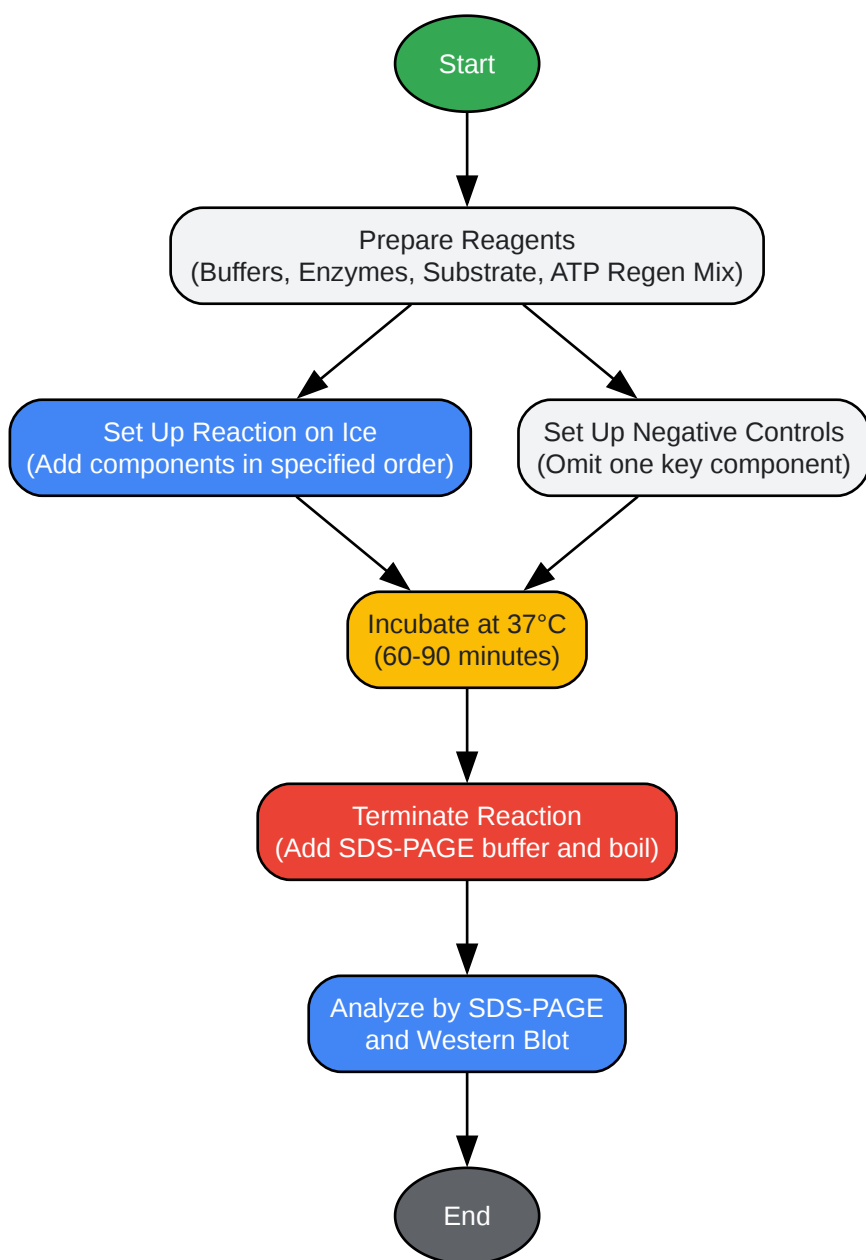 Start
Prepare Reagents
(Buffers, Enzymes, Substrate, ATP Regen Mix)
Set Up Reaction on Ice
(Add components in specified order)
Set Up Negative Controls
(Omit one key component)
Incubate at 37°C
(60-90 minutes)
Terminate Reaction
(Add SDS-PAGE buffer and boil)
Analyze by SDS-PAGE
and Western Blot
End